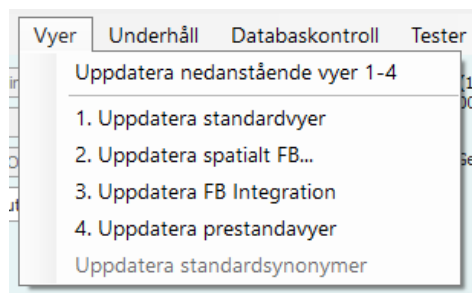 Vyer Underhåll Databaskontroll Tester
Uppdatera nedanstående vyer 1-4
1. Uppdatera standardvyer
2. Uppdatera spatialt FB...
3. Uppdatera FB Integration
4. Uppdatera prestandavyer
Uppdatera standardsynonymer